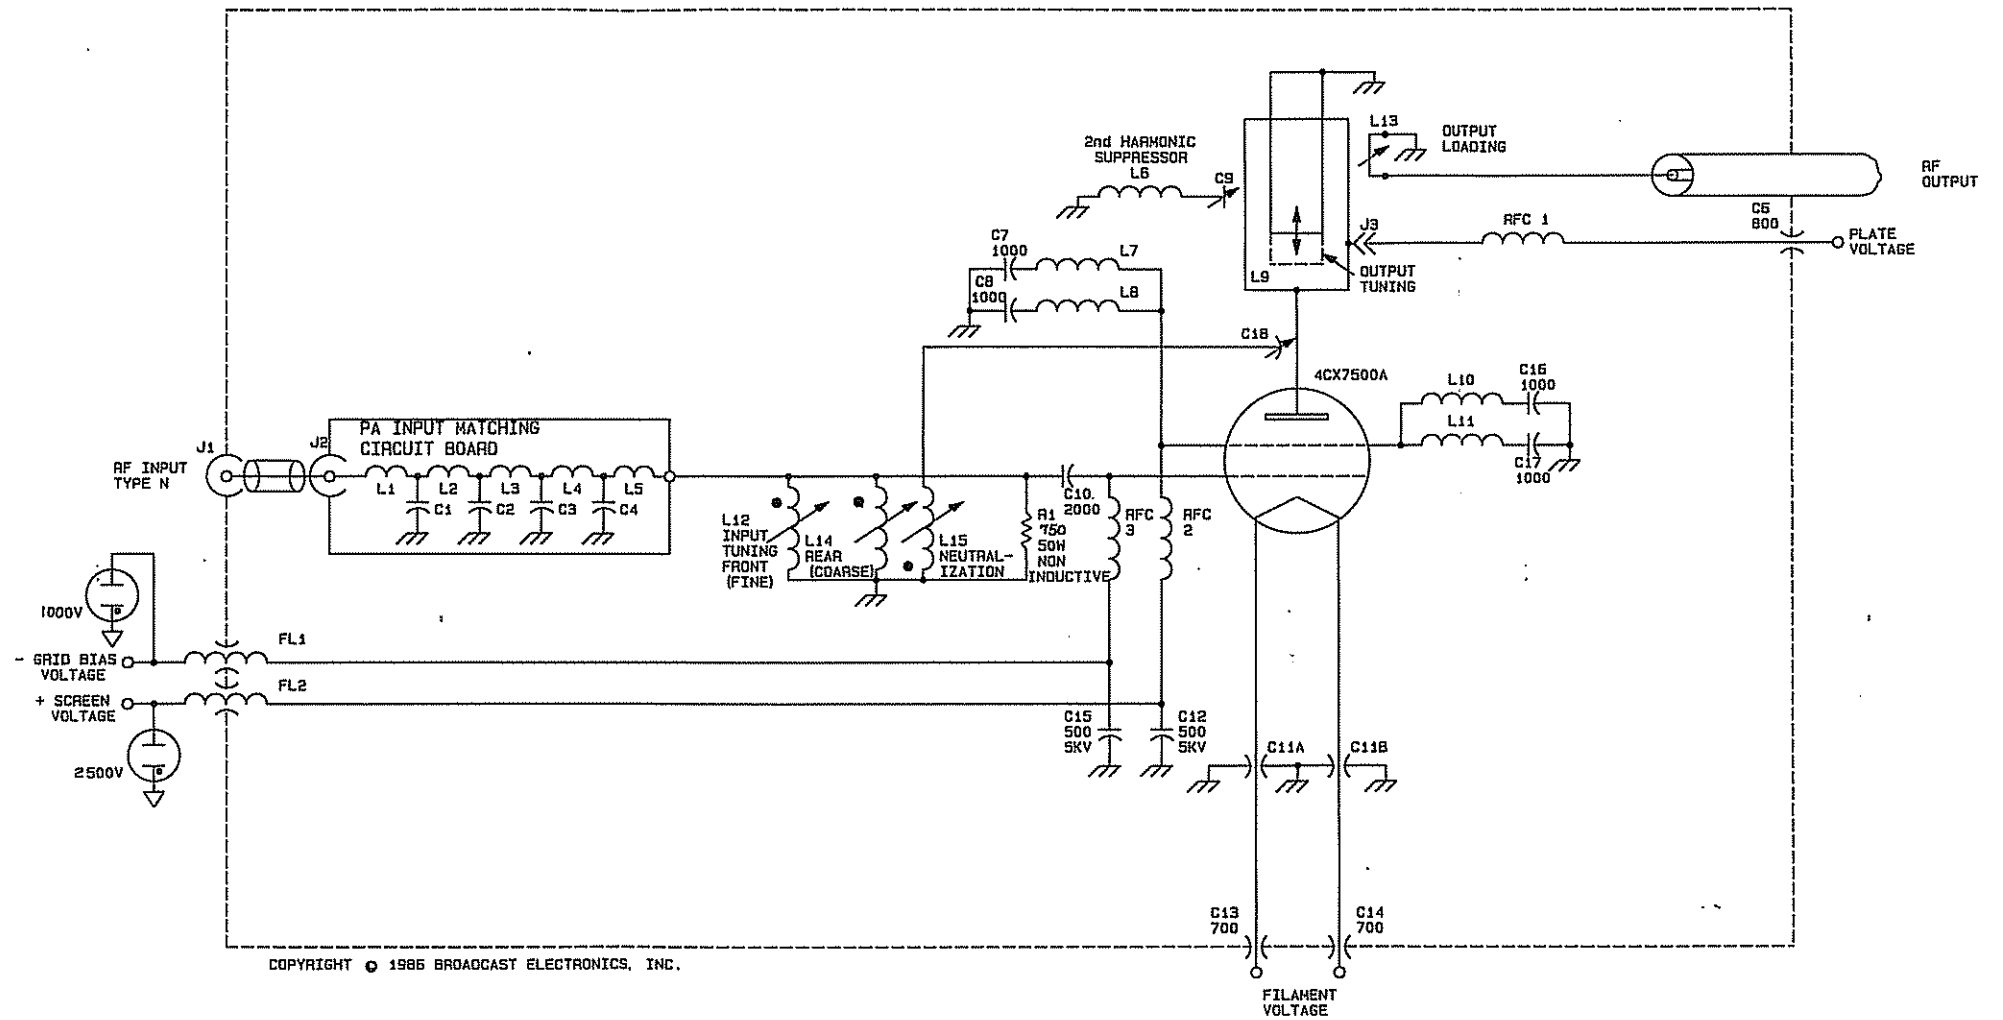 L13
OUTPUT
LOADING
2nd HARMONIC
SUPPRESSOR
L6
C9
RF
OUTPUT
C6
800
PLATE
VOLTAGE
RFC 1
J3
L9
OUTPUT
TUNING
C7
1000
L7
C8
1000
L8
C18
4CX7500A
L10
C16
1000
L11
C17
1000
J1
RF INPUT
TYPE N
J2
PA INPUT MATCHING
CIRCUIT BOARD
L1
L2
L3
L4
L5
C1
C2
C3
C4
L12
INPUT
TUNING
FRONT
(FINE)
L14
REAR
(COARSE)
L15
NEUTRAL-
IZATION
R1
750
50W
NON
INDUCTIVE
C10
2000
RFC
3
RFC
2
1000V
- GRID BIAS
VOLTAGE
FL1
+ SCREEN
VOLTAGE
FL2
2500V
C15
500
5KV
C12
500
5KV
C11A
C11B
C13
700
C14
700
FILAMENT
VOLTAGE
COPYRIGHT © 1986 BROADCAST ELECTRONICS, INC.